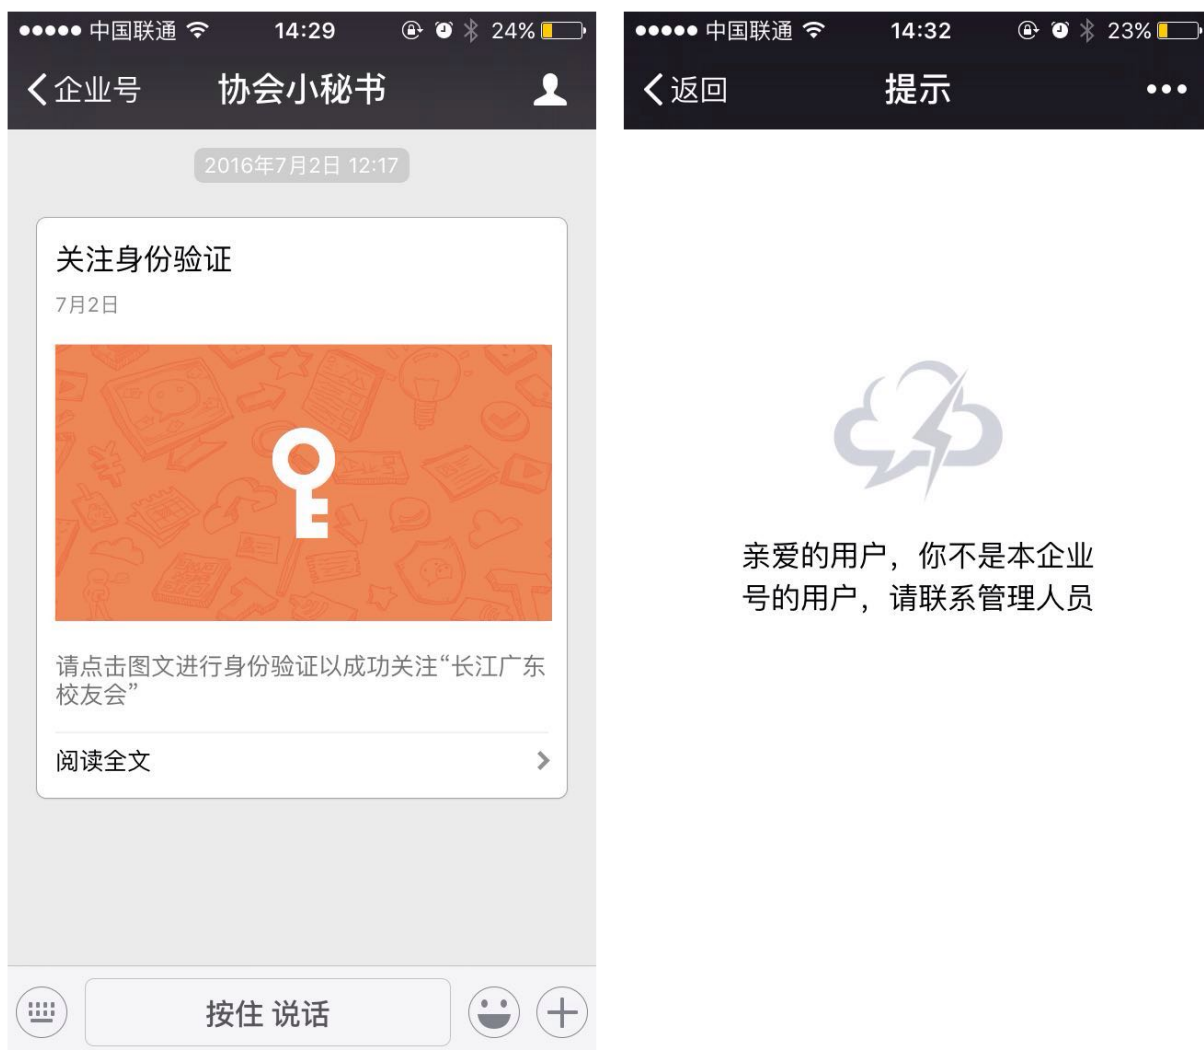 中国联通 14:29 24%
企业号 协会小秘书
2016年7月2日 12:17
关注身份验证
7月2日
请点击图文进行身份验证以成功关注“长江广东
校友会”
阅读全文
按住 说话
中国联通 14:32 23%
返回 提示
亲爱的用户，你不是本企业
号的用户，请联系管理人员